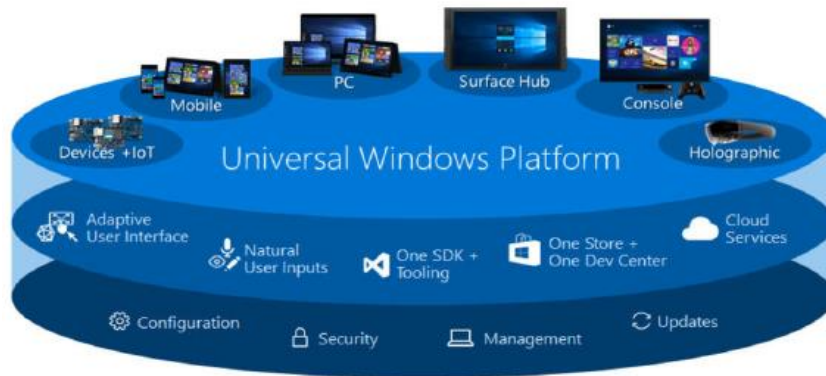 PC
Surface Hub
Mobile
Console
Devices +IoT
Universal Windows Platform
Holographic
Adaptive
User Interface
Natural
User Inputs
One SDK +
Tooling
One Store +
One Dev Center
Cloud
Services
Configuration
Security
Management
Updates